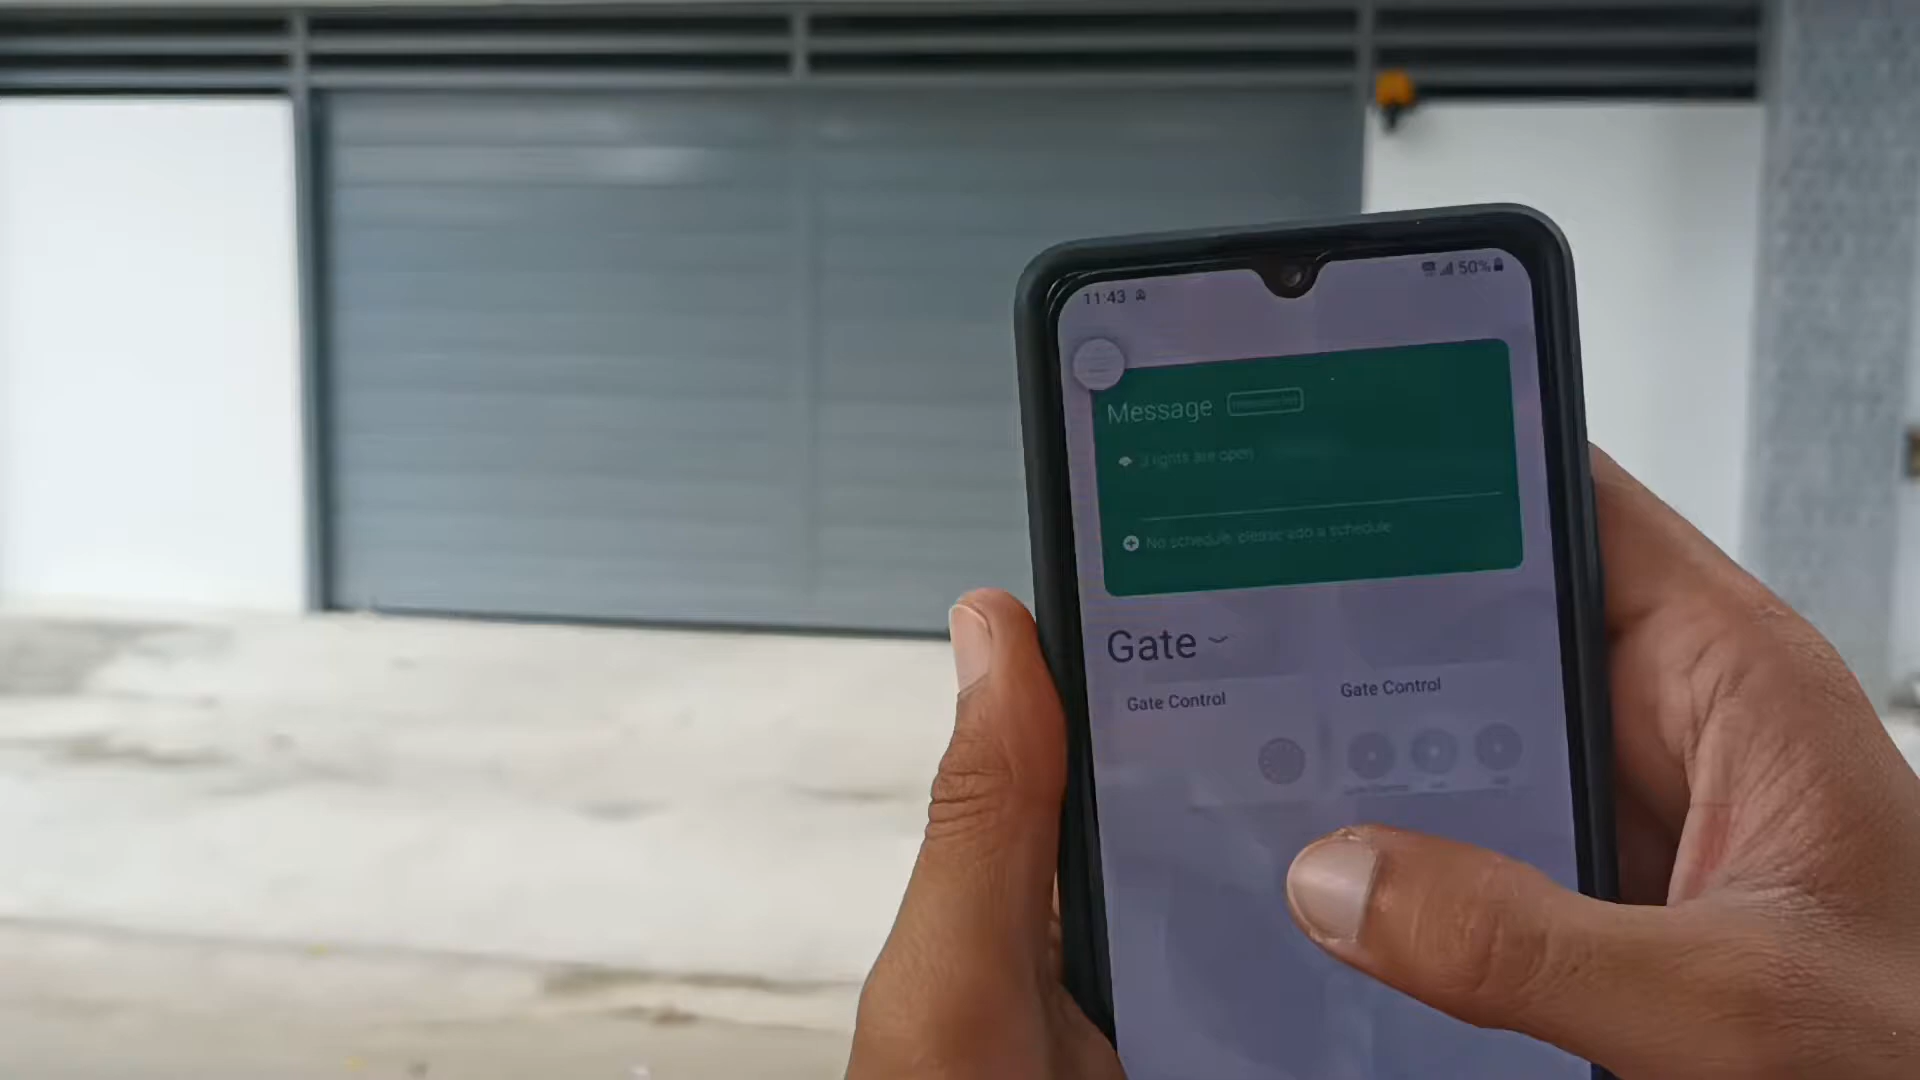 11:43
50%
Message
3 lights are open
No schedule, please add a schedule
Gate
Gate Control
Gate Control